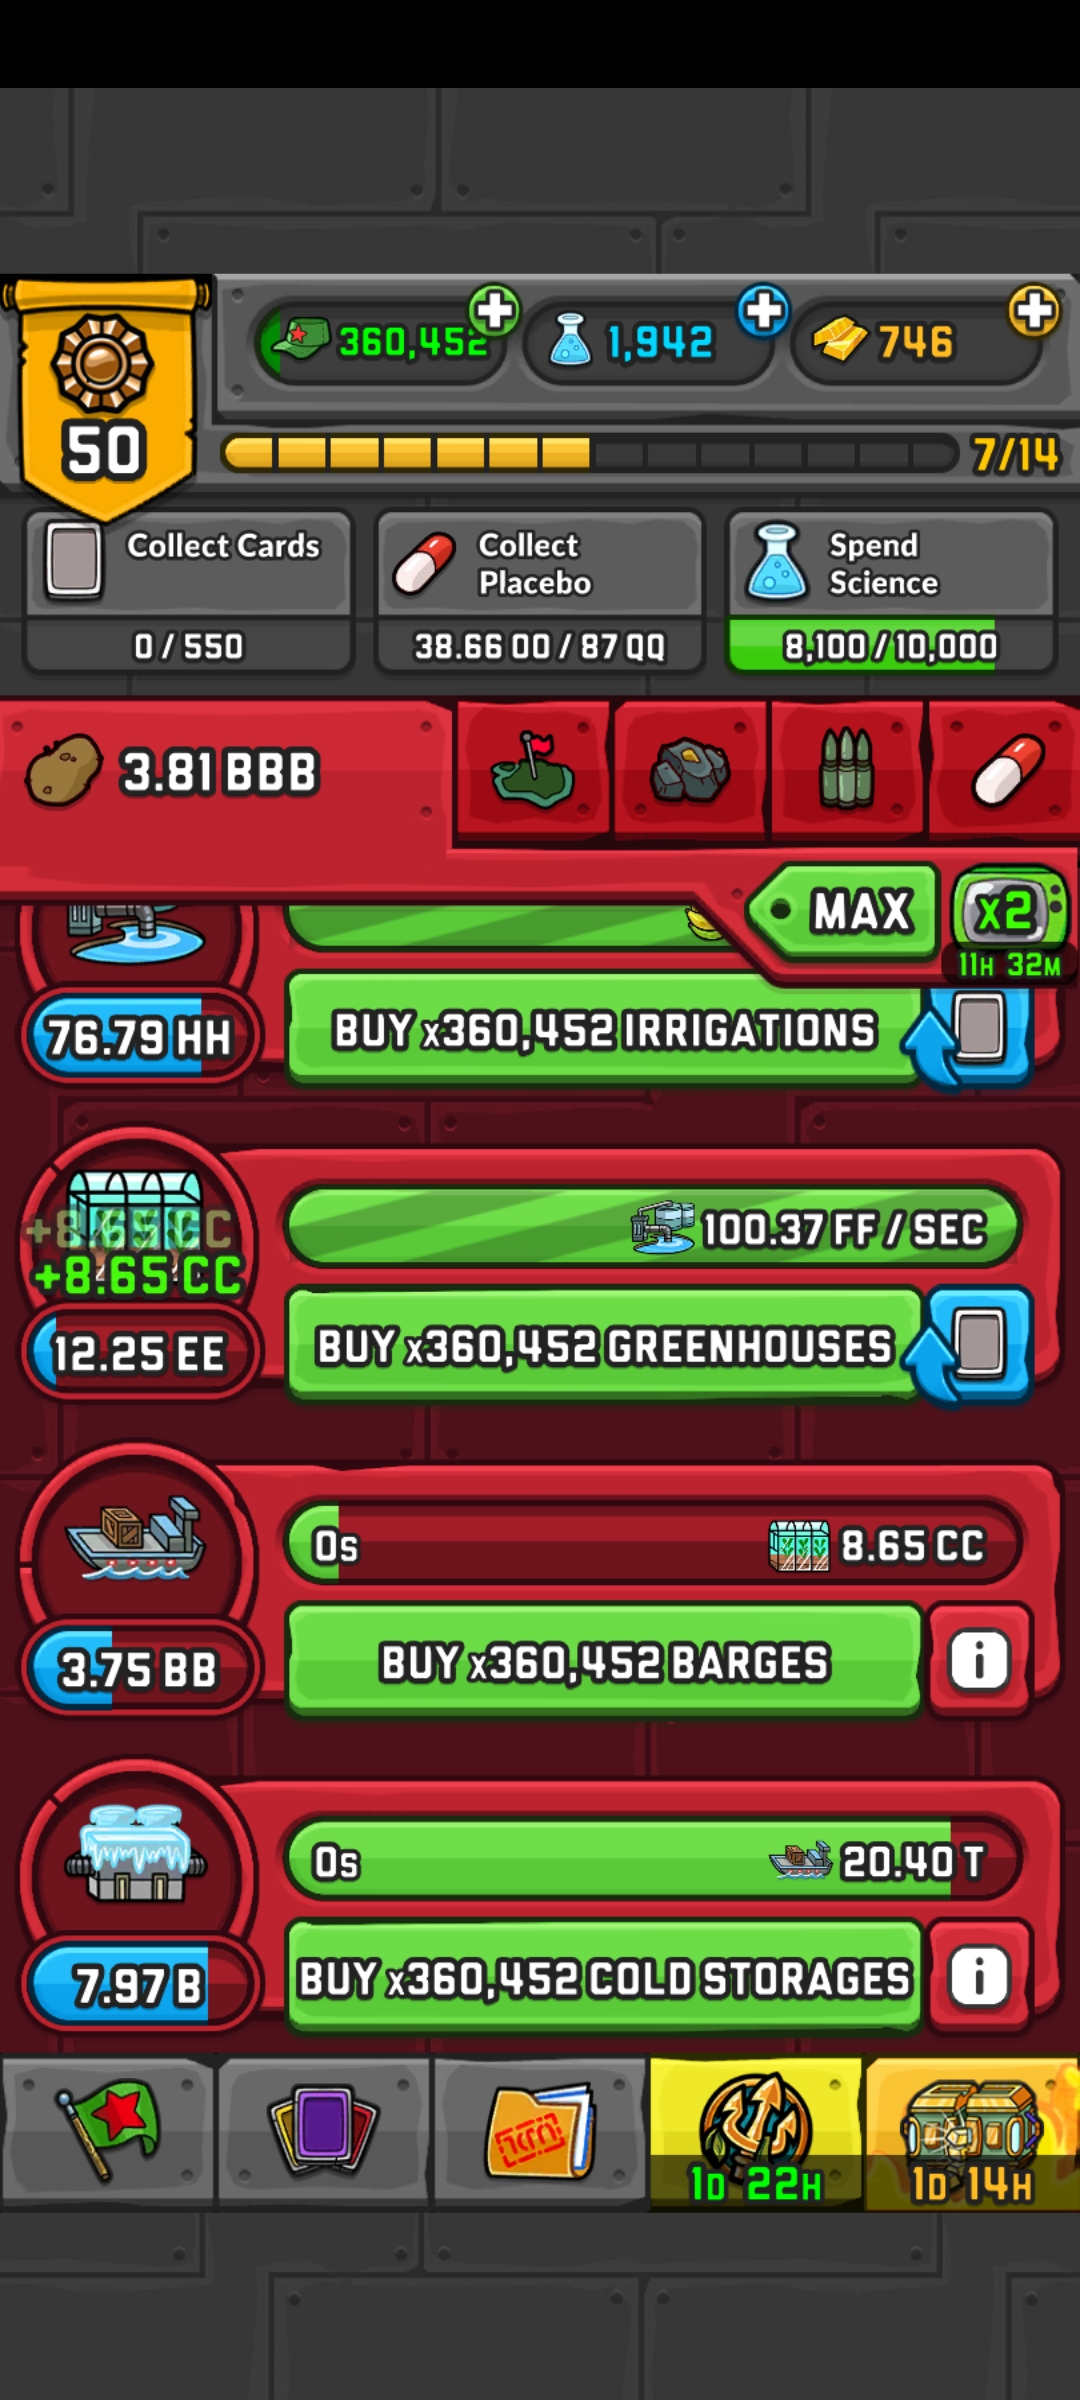 360,452
1,942
746
50
7/14
Collect Cards
0 / 550
Collect
Placebo
38.66 OO / 87 QQ
Spend
Science
8,100 / 10,000
3.81 BBB
MAX
x2
11H 32M
76.79 HH
BUY x360,452 IRRIGATIONS
+8.65 CC
+8.65 CC
12.25 EE
100.37 FF / SEC
BUY x360,452 GREENHOUSES
0s
8.65 CC
3.75 BB
BUY x360,452 BARGES
i
0s
20.40 T
7.97 B
BUY x360,452 COLD STORAGES
i
1D 22H
1D 14H